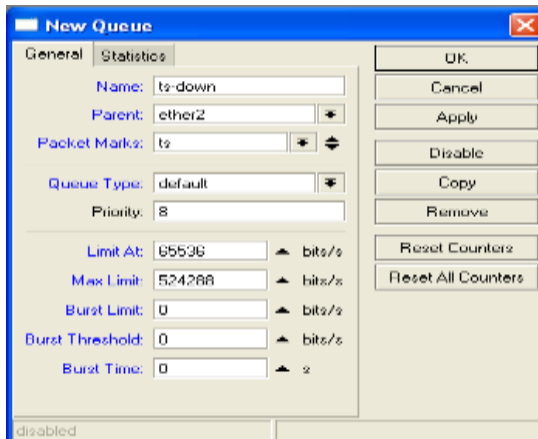 New Queue
General Statistics
Name: ts-down
Parent: ether2
Packet Marks: ts
Queue Type: default
Priority: 8
Limit At: 65536 bits/s
Max Limit: 524288 bits/s
Burst Limit: 0 bits/s
Burst Threshold: 0 bits/s
Burst Time: 0 s
OK
Cancel
Apply
Disable
Copy
Remove
Reset Counters
Reset All Counters
disabled